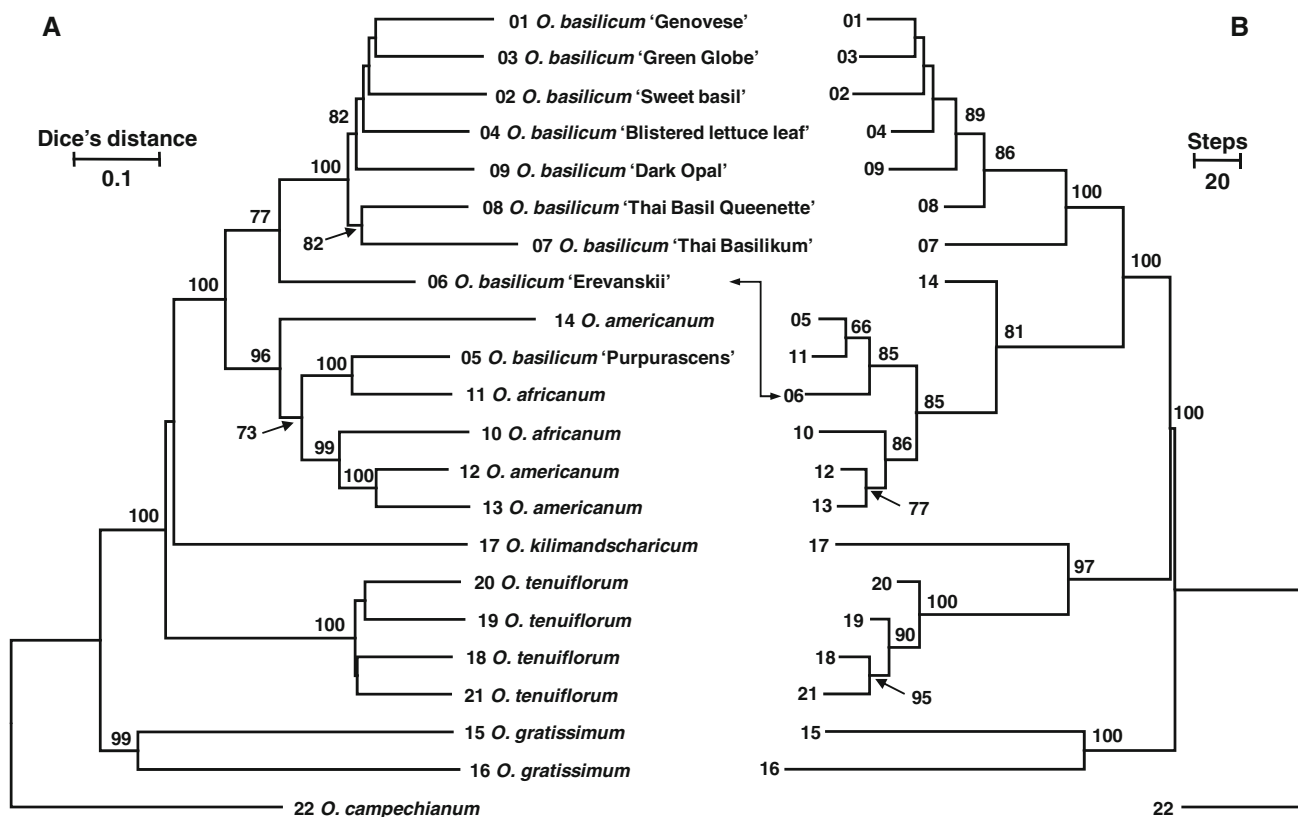 A
B
01 O. basilicum ‘Genovese’
03 O. basilicum ‘Green Globe’
02 O. basilicum ‘Sweet basil’
04 O. basilicum ‘Blistered lettuce leaf’
09 O. basilicum ‘Dark Opal’
08 O. basilicum ‘Thai Basil Queenette’
07 O. basilicum ‘Thai Basilikum’
06 O. basilicum ‘Erevanskii’
14 O. americanum
05 O. basilicum ‘Purpurascens’
11 O. africanum
10 O. africanum
12 O. americanum
13 O. americanum
17 O. kilimandscharicum
20 O. tenuiflorum
19 O. tenuiflorum
18 O. tenuiflorum
21 O. tenuiflorum
15 O. gratissimum
16 O. gratissimum
22 O. campechianum
Dice's distance
0.1
82
100
77
82
100
96
100
73
99
100
100
100
99
01
03
02
04
09
08
07
14
05
11
06
10
12
13
17
20
19
18
21
15
16
22
Steps
20
89
86
100
100
66
85
81
85
86
77
100
97
100
90
95
100